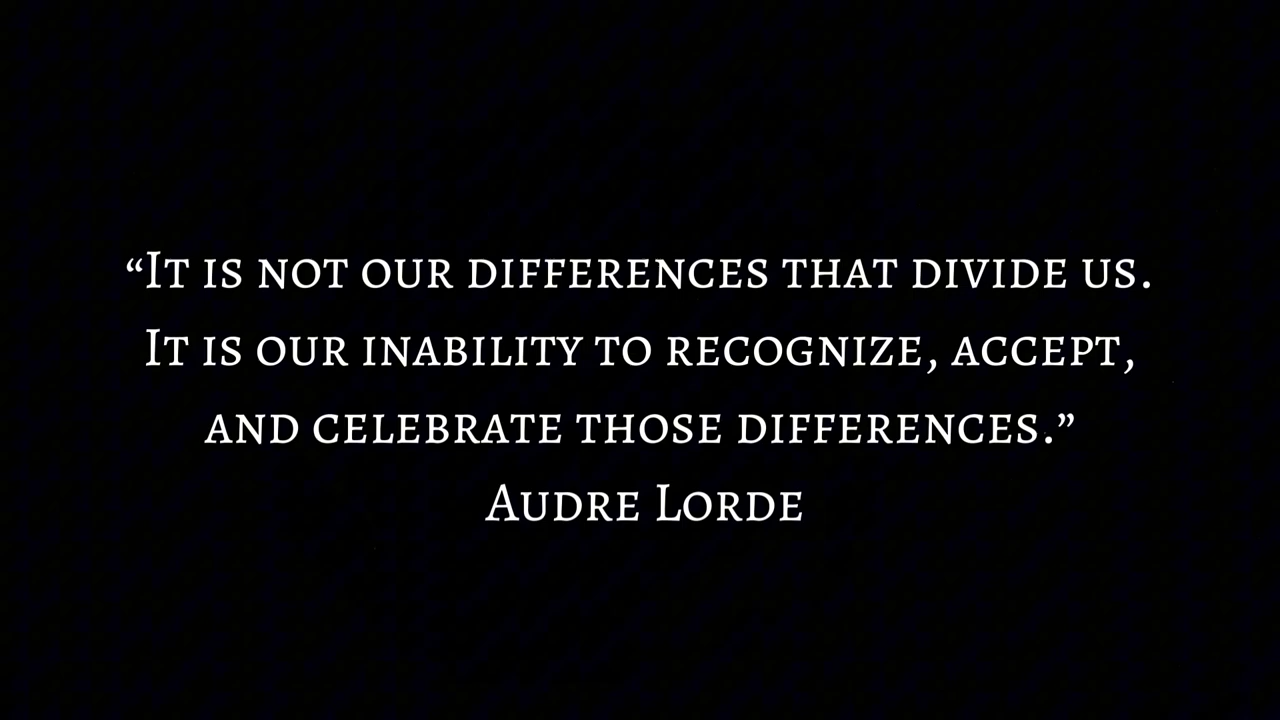 “It is not our differences that divide us.
It is our inability to recognize, accept,
and celebrate those differences.”
Audre Lorde